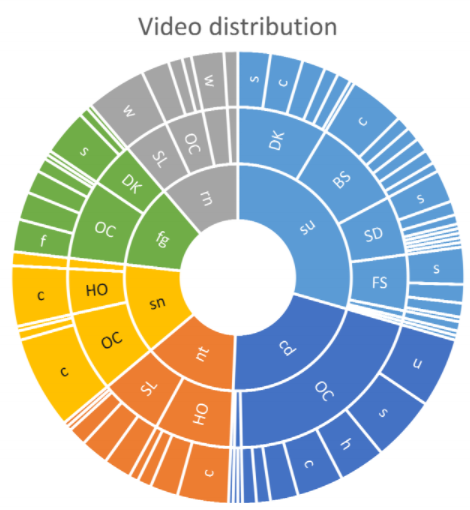 Video distribution
su
DK
s
c
BS
c
SD
s
FS
s
cd
OC
u
s
h
c
nt
HO
c
SL
sn
OC
c
HO
c
fg
OC
f
DK
s
rn
SL
w
OC
w